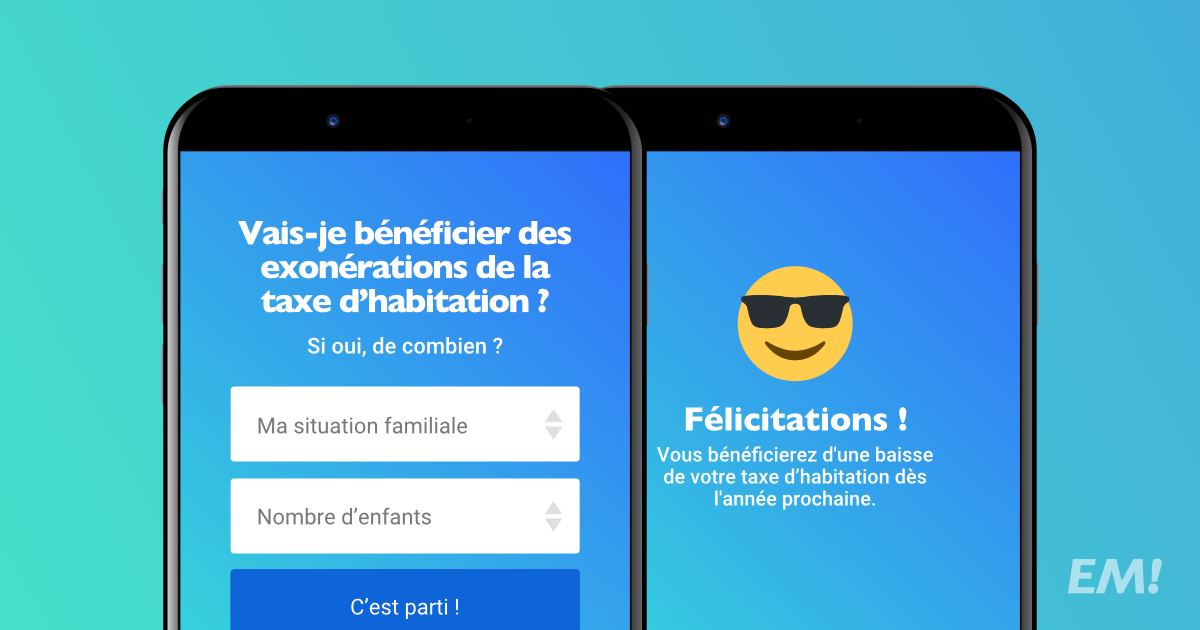 Vais-je bénéficier des
exonérations de la
taxe d’habitation ?
Si oui, de combien ?
Ma situation familiale
Nombre d’enfants
C’est parti !
Félicitations !
Vous bénéficierez d'une baisse
de votre taxe d’habitation dès
l'année prochaine.
EM!